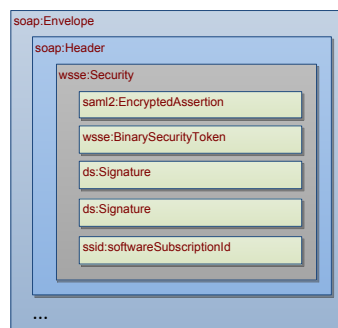 soap:Envelope
soap:Header
wsse:Security
saml2:EncryptedAssertion
wsse:BinarySecurityToken
ds:Signature
ds:Signature
ssid:softwareSubscriptionId
...